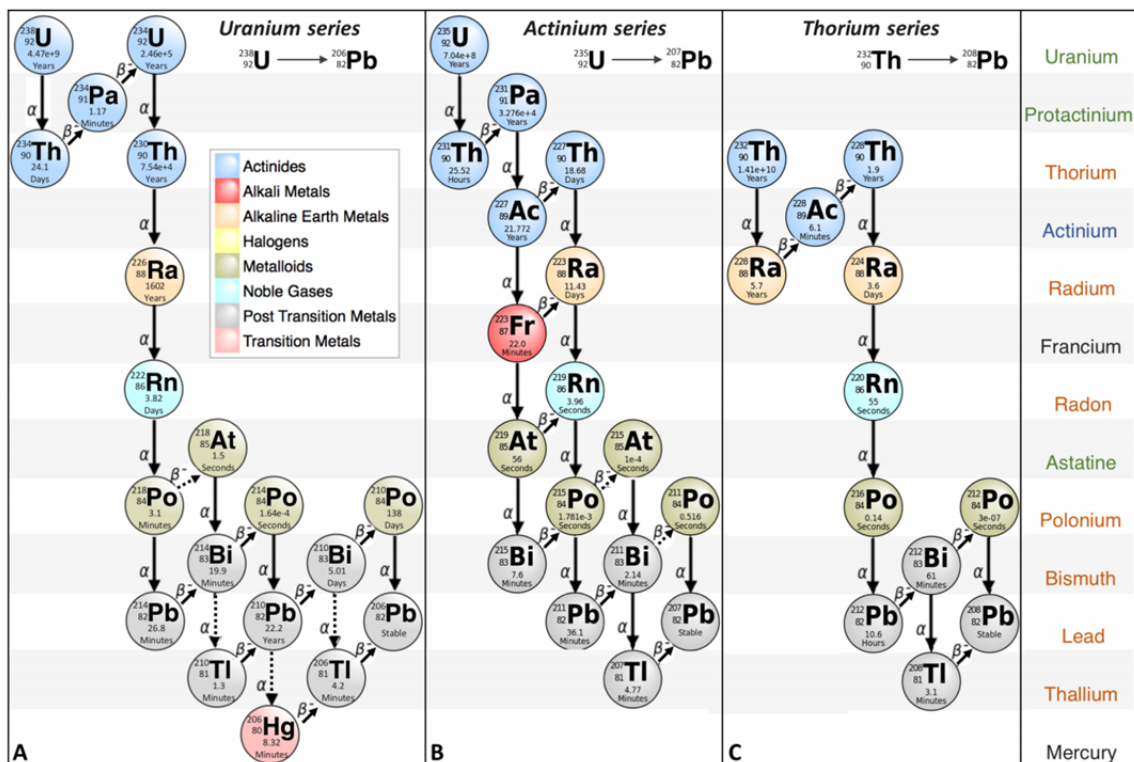 Uranium series
238 92 U → 206 82 Pb
238 92 U 4.47e+9 Years
234 92 U 2.46e+5 Years
β⁻
234 91 Pa 1.17 Minutes
α
β⁻
α
234 90 Th 24.1 Days
230 90 Th 7.54e+4 Years
α
226 88 Ra 1602 Years
α
222 86 Rn 3.82 Days
α
218 85 At 1.5 Seconds
β⁻
218 84 Po 3.1 Minutes
α
214 84 Po 1.64e-4 Seconds
210 84 Po 138 Days
α
β⁻
214 83 Bi 19.9 Minutes
α
β⁻
210 83 Bi 5.01 Days
β⁻
α
214 82 Pb 26.8 Minutes
β⁻
α
210 82 Pb 22.2 Years
β⁻
α
206 82 Pb Stable
210 81 Tl 1.3 Minutes
β⁻
α
206 81 Tl 4.2 Minutes
β⁻
206 80 Hg 8.32 Minutes
β⁻
A
Actinides
Alkali Metals
Alkaline Earth Metals
Halogens
Metalloids
Noble Gases
Post Transition Metals
Transition Metals
Actinium series
235 92 U → 207 82 Pb
235 92 U 7.04e+8 Years
α
231 91 Pa 3.276e+4 Years
β⁻
231 90 Th 25.52 Hours
α
227 90 Th 18.68 Days
β⁻
227 89 Ac 21.772 Years
α
α
223 88 Ra 11.43 Days
β⁻
223 87 Fr 22.0 Minutes
α
α
219 86 Rn 3.96 Seconds
β⁻
219 85 At 56 Seconds
α
215 85 At 1e-4 Seconds
β⁻
α
215 84 Po 1.781e-3 Seconds
α
211 84 Po 0.516 Seconds
β⁻
215 83 Bi 7.6 Minutes
β⁻
α
211 83 Bi 2.14 Minutes
α
211 82 Pb 36.1 Minutes
β⁻
α
207 82 Pb Stable
207 81 Tl 4.77 Minutes
β⁻
B
Thorium series
232 90 Th → 208 82 Pb
232 90 Th 1.41e+10 Years
228 90 Th 1.9 Years
β⁻
α
228 89 Ac 6.1 Minutes
β⁻
α
228 88 Ra 5.7 Years
224 88 Ra 3.6 Days
α
220 86 Rn 55 Seconds
α
216 84 Po 0.14 Seconds
212 84 Po 3e-07 Seconds
β⁻
α
212 83 Bi 61 Minutes
α
212 82 Pb 10.6 Hours
β⁻
α
208 82 Pb Stable
208 81 Tl 3.1 Minutes
β⁻
C
Uranium
Protactinium
Thorium
Actinium
Radium
Francium
Radon
Astatine
Polonium
Bismuth
Lead
Thallium
Mercury